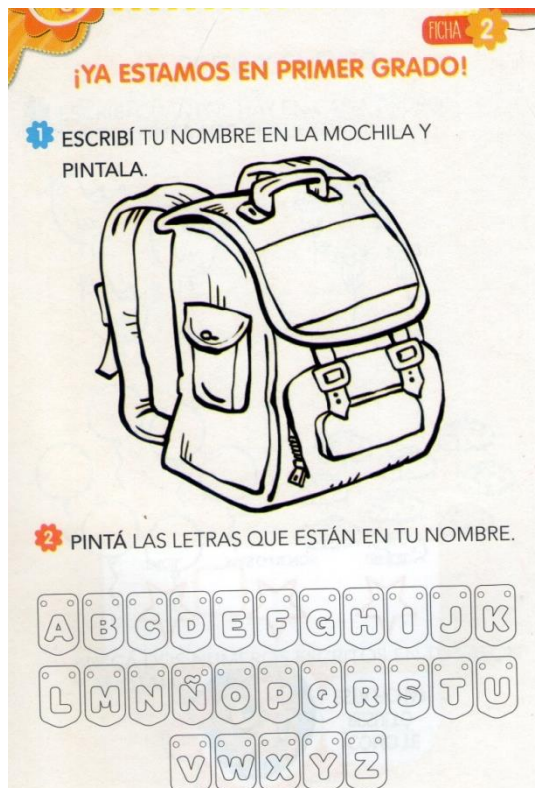 FICHA 2
¡YA ESTAMOS EN PRIMER GRADO!
1 ESCRIBÍ TU NOMBRE EN LA MOCHILA Y
PINTALA.
2 PINTÁ LAS LETRAS QUE ESTÁN EN TU NOMBRE.
A B C D E F G H I J K
L M N Ñ O P Q R S T U
V W X Y Z